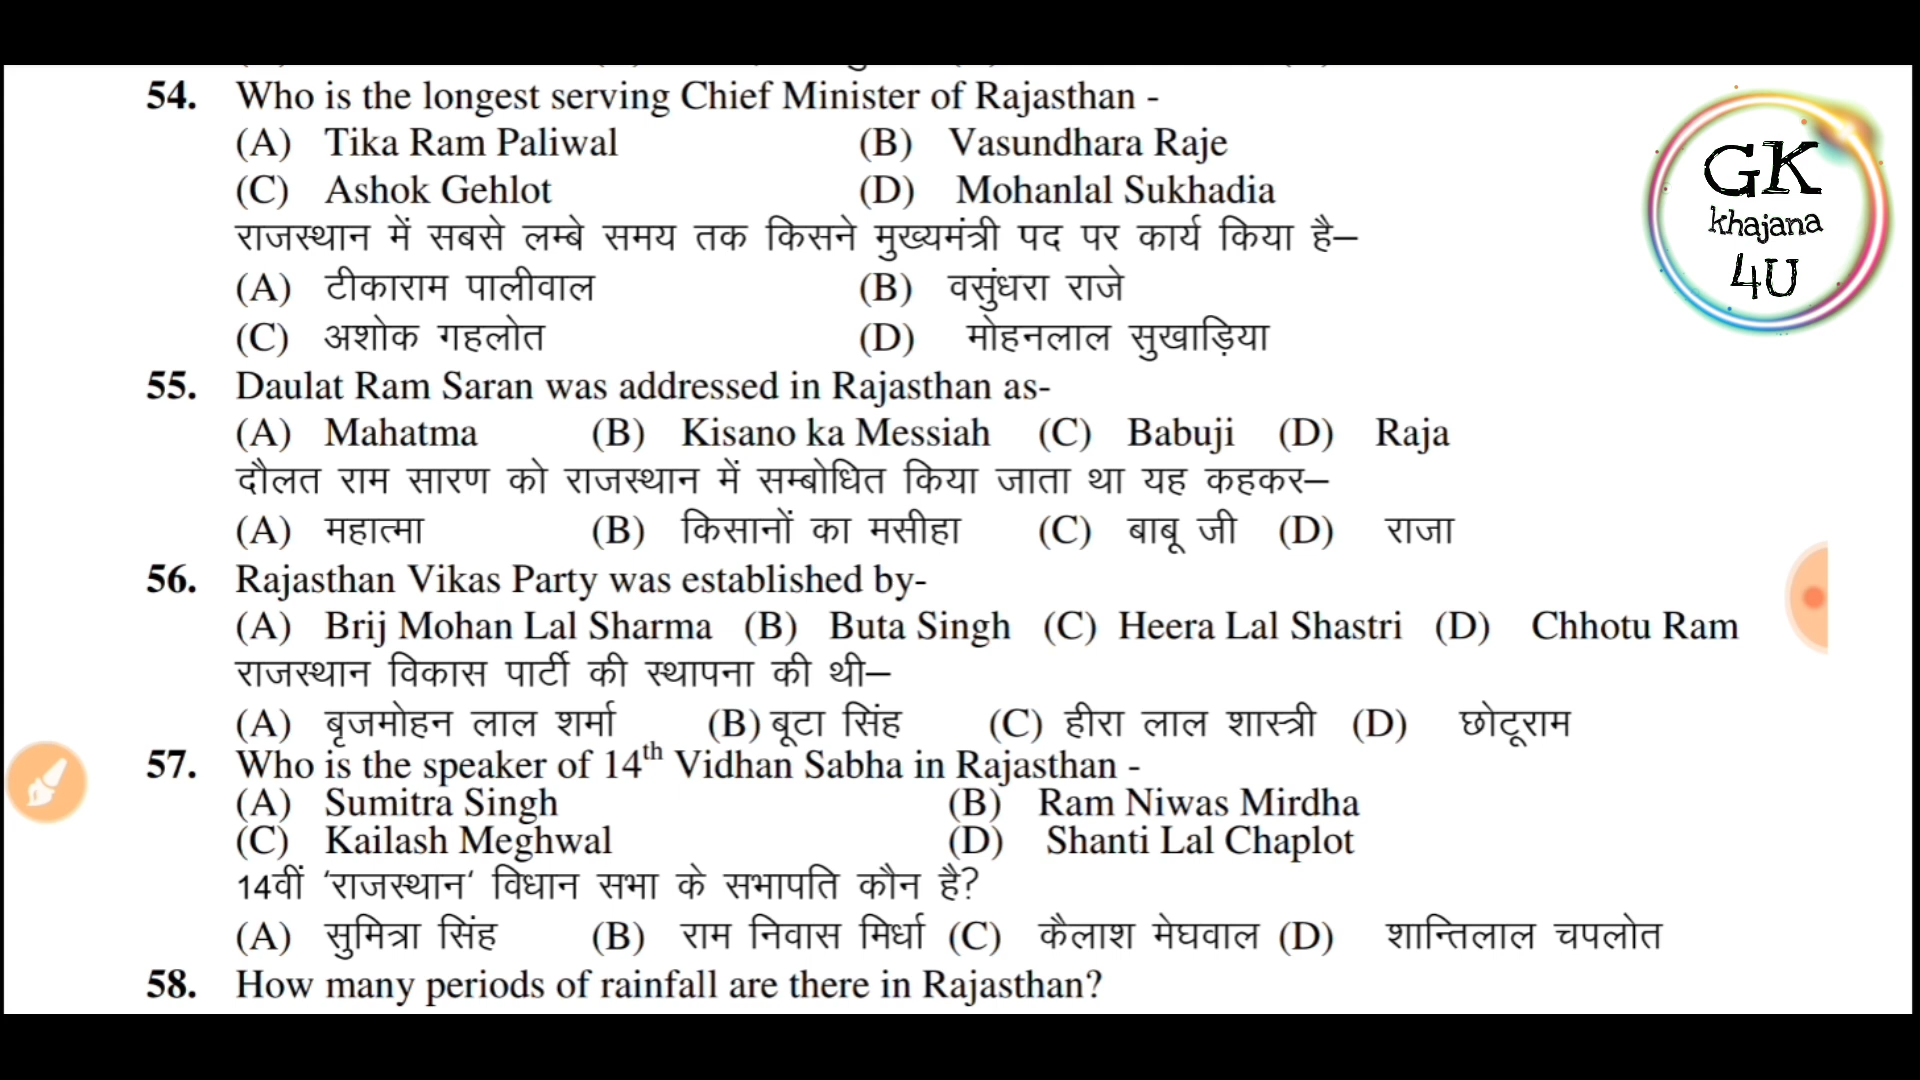 54. Who is the longest serving Chief Minister of Rajasthan -
(A) Tika Ram Paliwal (B) Vasundhara Raje
(C) Ashok Gehlot (D) Mohanlal Sukhadia
राजस्थान में सबसे लम्बे समय तक किसने मुख्यमंत्री पद पर कार्य किया है–
(A) टीकाराम पालीवाल (B) वसुंधरा राजे
(C) अशोक गहलोत (D) मोहनलाल सुखाड़िया
55. Daulat Ram Saran was addressed in Rajasthan as-
(A) Mahatma (B) Kisano ka Messiah (C) Babuji (D) Raja
दौलत राम सारण को राजस्थान में सम्बोधित किया जाता था यह कहकर–
(A) महात्मा (B) किसानों का मसीहा (C) बाबू जी (D) राजा
56. Rajasthan Vikas Party was established by-
(A) Brij Mohan Lal Sharma (B) Buta Singh (C) Heera Lal Shastri (D) Chhotu Ram
राजस्थान विकास पार्टी की स्थापना की थी–
(A) बृजमोहन लाल शर्मा (B) बूटा सिंह (C) हीरा लाल शास्त्री (D) छोटूराम
57. Who is the speaker of 14th Vidhan Sabha in Rajasthan -
(A) Sumitra Singh (B) Ram Niwas Mirdha
(C) Kailash Meghwal (D) Shanti Lal Chaplot
14वीं ‘राजस्थान‘ विधान सभा के सभापति कौन है?
(A) सुमित्रा सिंह (B) राम निवास मिर्धा (C) कैलाश मेघवाल (D) शान्तिलाल चपलोत
58. How many periods of rainfall are there in Rajasthan?
GK
khajana
4U